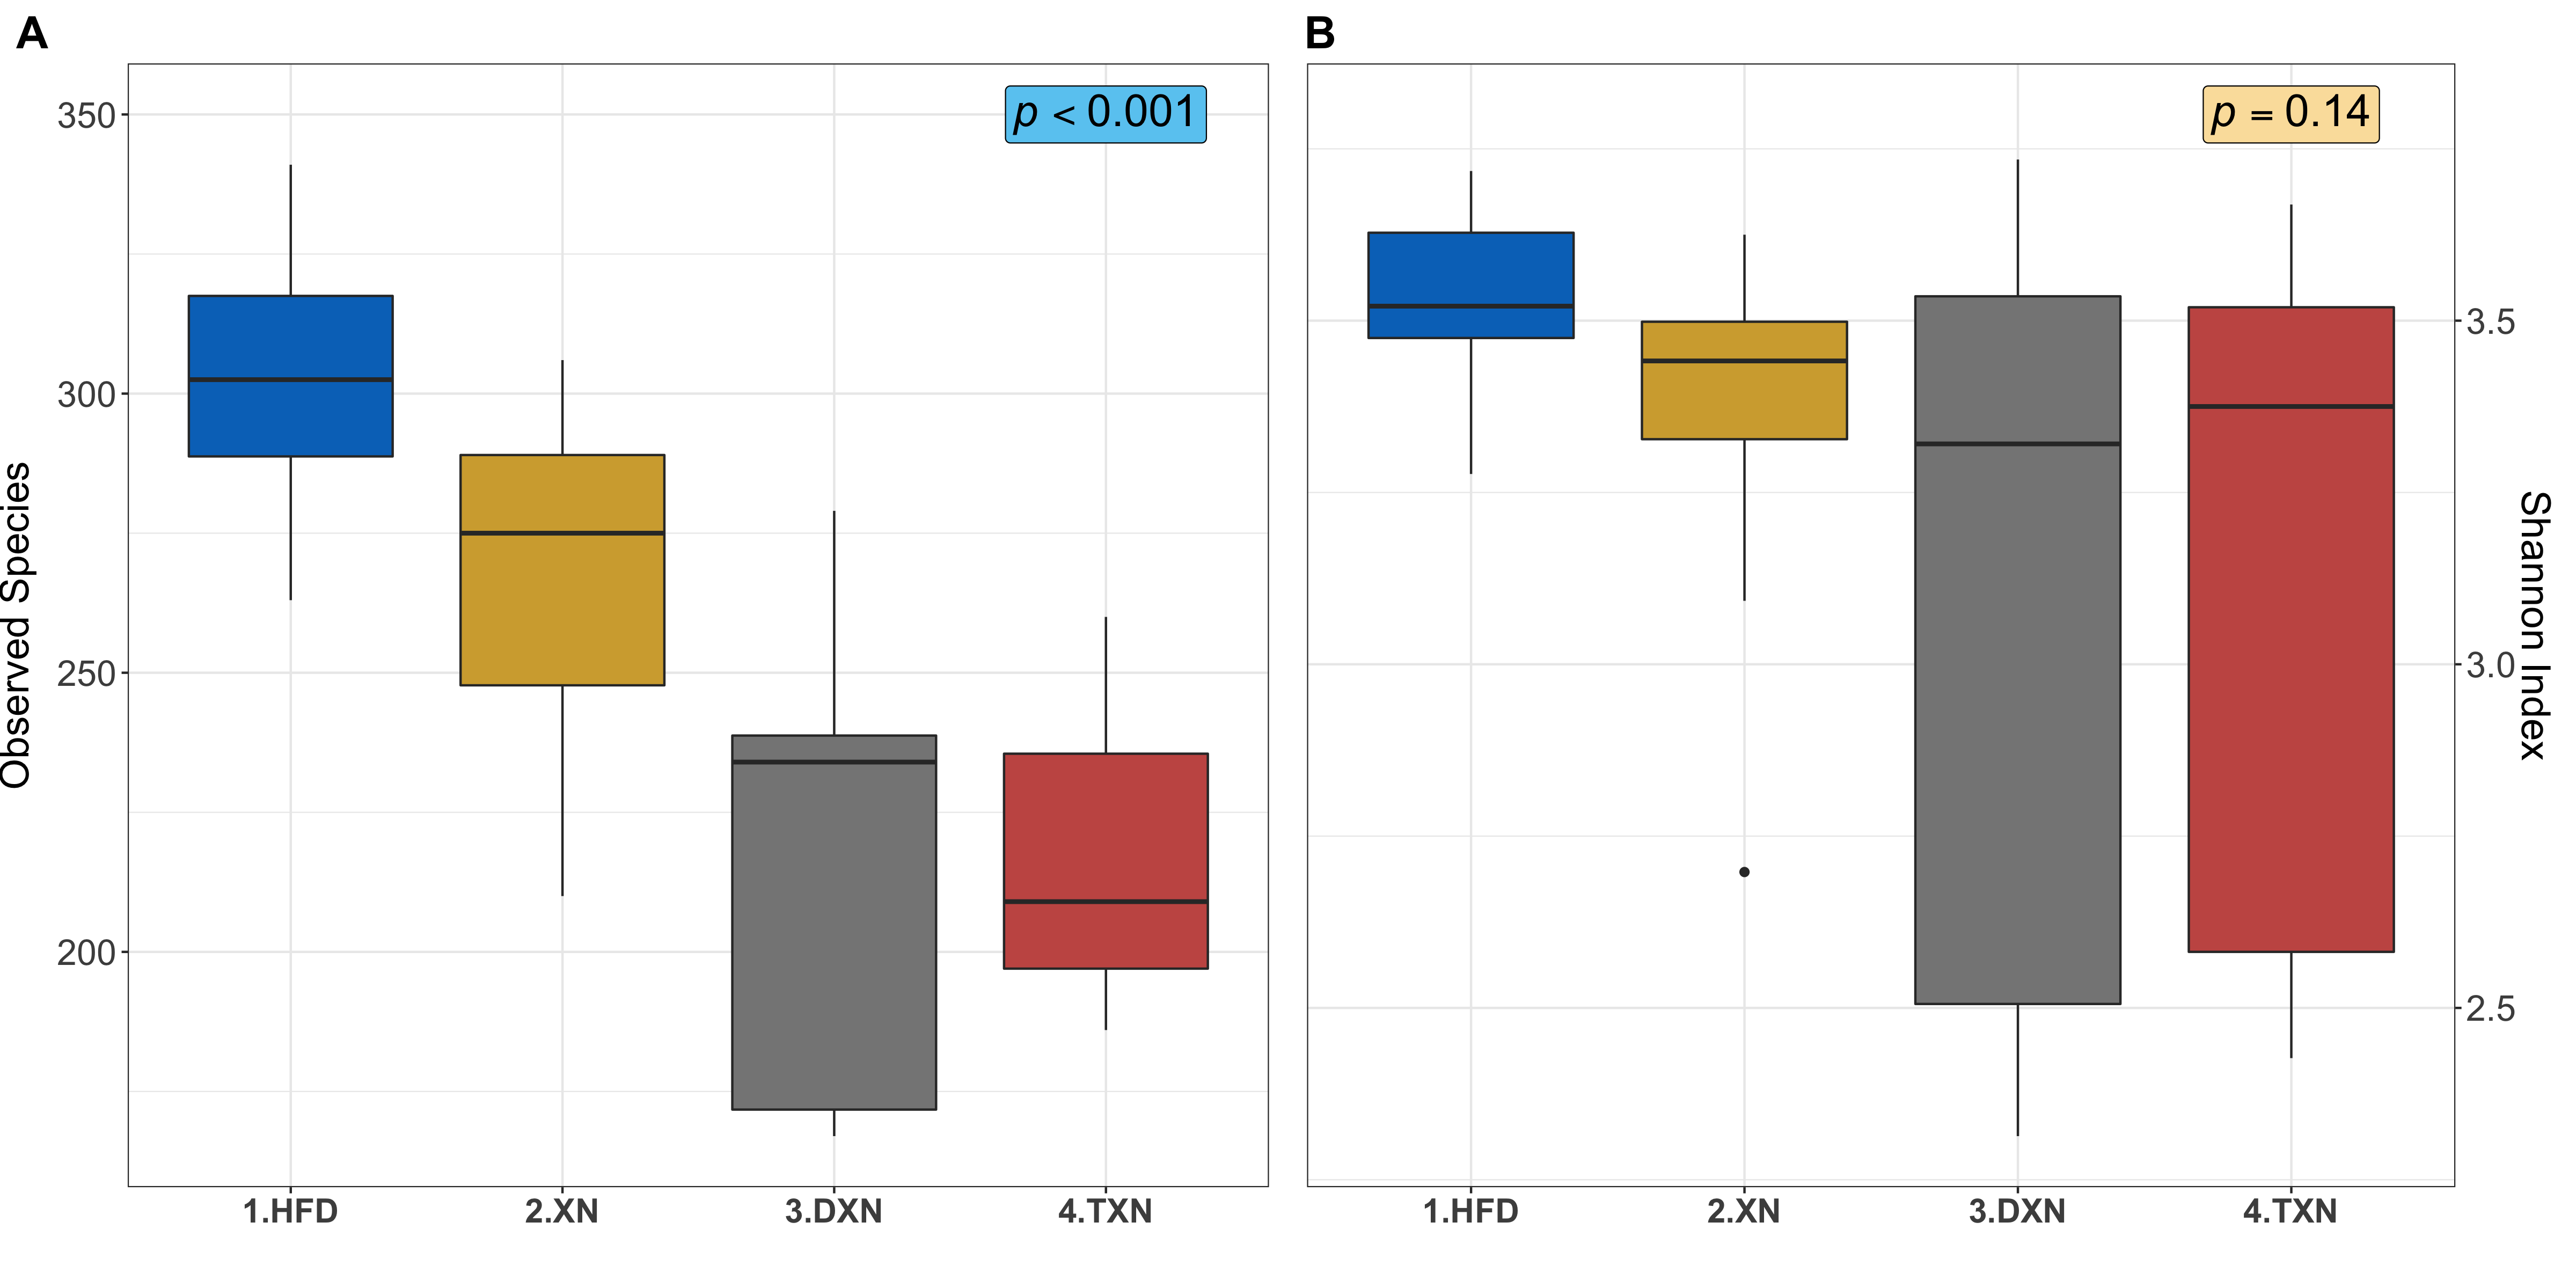 A
p < 0.001
350
300
250
200
Observed Species
1.HFD
2.XN
3.DXN
4.TXN
B
p = 0.14
3.5
3.0
2.5
Shannon Index
1.HFD
2.XN
3.DXN
4.TXN